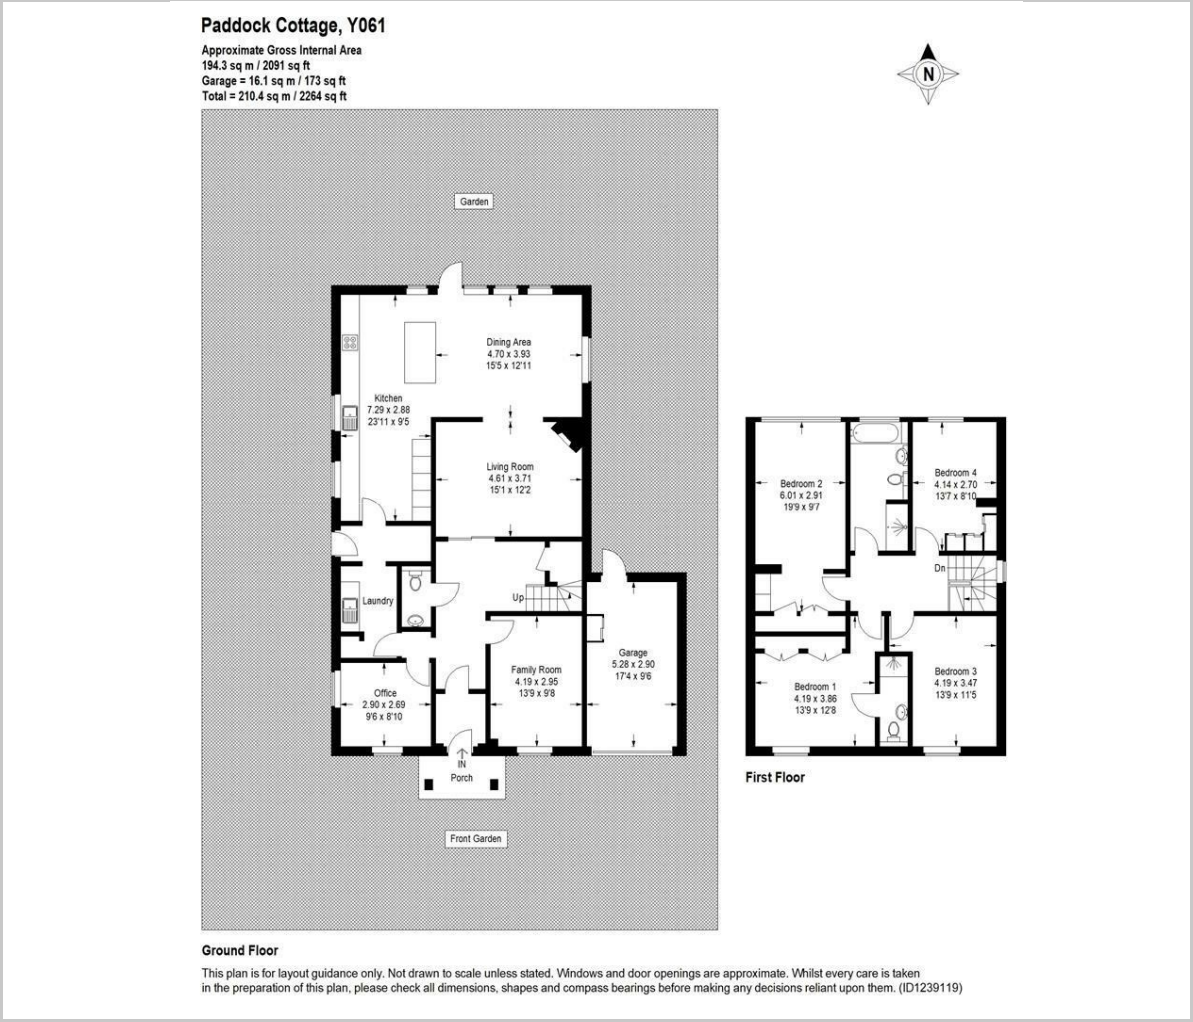 Paddock Cottage, Y061
Approximate Gross Internal Area
194.3 sq m / 2091 sq ft
Garage = 16.1 sq m / 173 sq ft
Total = 210.4 sq m / 2264 sq ft
N
Garden
Dining Area
4.70 x 3.93
15'5 x 12'11
Kitchen
7.29 x 2.88
23'11 x 9'5
Living Room
4.61 x 3.71
15'1 x 12'2
Laundry
Up
Garage
5.28 x 2.90
17'4 x 9'6
Family Room
4.19 x 2.95
13'9 x 9'8
Office
2.90 x 2.69
9'6 x 8'10
IN
Porch
Front Garden
Bedroom 2
6.01 x 2.91
19'9 x 9'7
Bedroom 4
4.14 x 2.70
13'7 x 8'10
Dn
Bedroom 1
4.19 x 3.86
13'9 x 12'8
Bedroom 3
4.19 x 3.47
13'9 x 11'5
First Floor
Ground Floor
This plan is for layout guidance only. Not drawn to scale unless stated. Windows and door openings are approximate. Whilst every care is taken
in the preparation of this plan, please check all dimensions, shapes and compass bearings before making any decisions reliant upon them. (ID1239119)